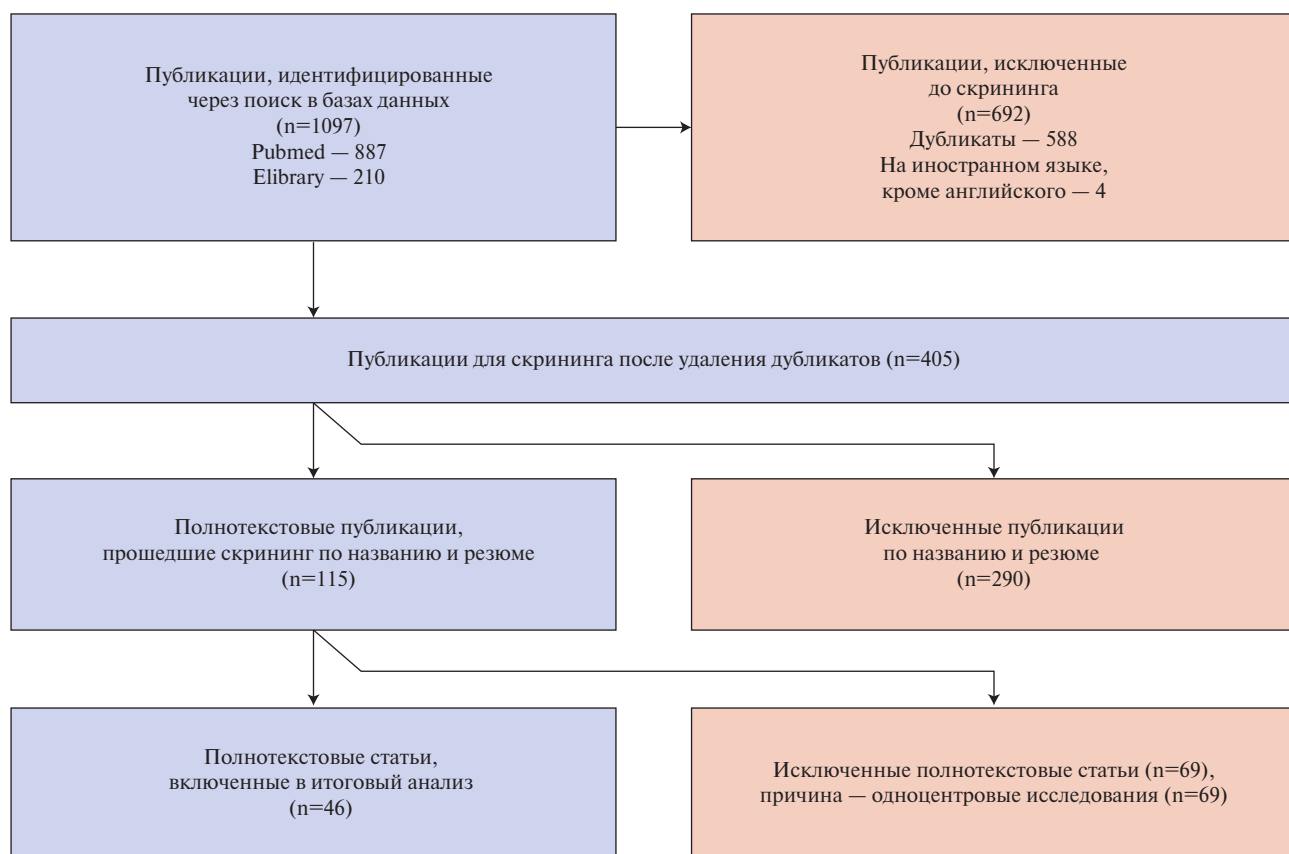 Публикации, идентифицированные
через поиск в базах данных
(n=1097)
Pubmed — 887
Elibrary — 210
Публикации, исключенные
до скрининга
(n=692)
Дубликаты — 588
На иностранном языке,
кроме английского — 4
Публикации для скрининга после удаления дубликатов (n=405)
Полнотекстовые публикации,
прошедшие скрининг по названию и резюме
(n=115)
Исключенные публикации
по названию и резюме
(n=290)
Полнотекстовые статьи,
включенные в итоговый анализ
(n=46)
Исключенные полнотекстовые статьи (n=69),
причина — одноцентровые исследования (n=69)